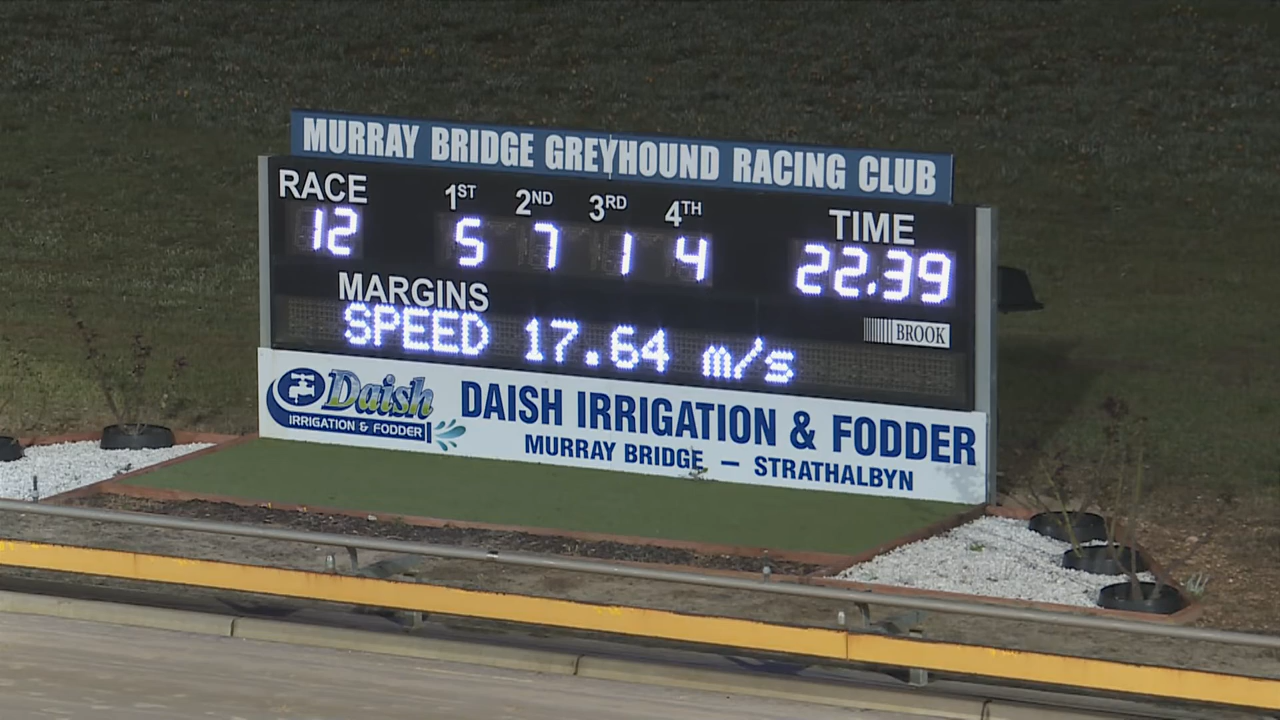 MURRAY BRIDGE GREYHOUND RACING CLUB
RACE 1ST 2ND 3RD 4TH TIME
12 5 7 1 4 22.39
MARGINS
SPEED 17.64 m/s
BROOK
Daish
IRRIGATION & FODDER
DAISH IRRIGATION & FODDER
MURRAY BRIDGE – STRATHALBYN